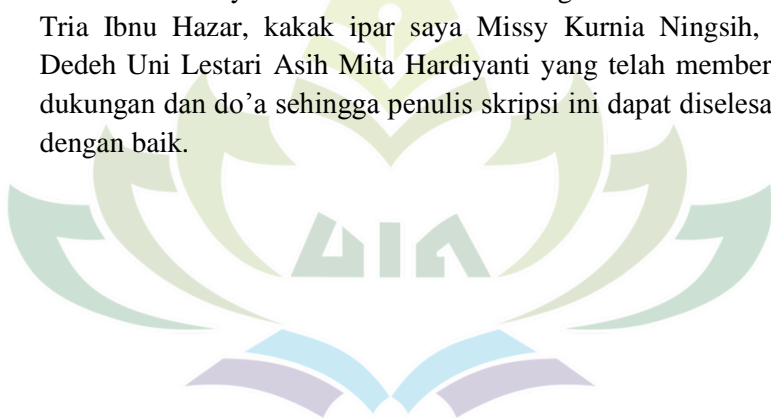 Tria Ibnu Hazar, kakak ipar saya Missy Kurnia Ningsih,
Dedeh Uni Lestari Asih Mita Hardiyanti yang telah member
dukungan dan do’a sehingga penulis skripsi ini dapat diselesa
dengan baik.
UIN